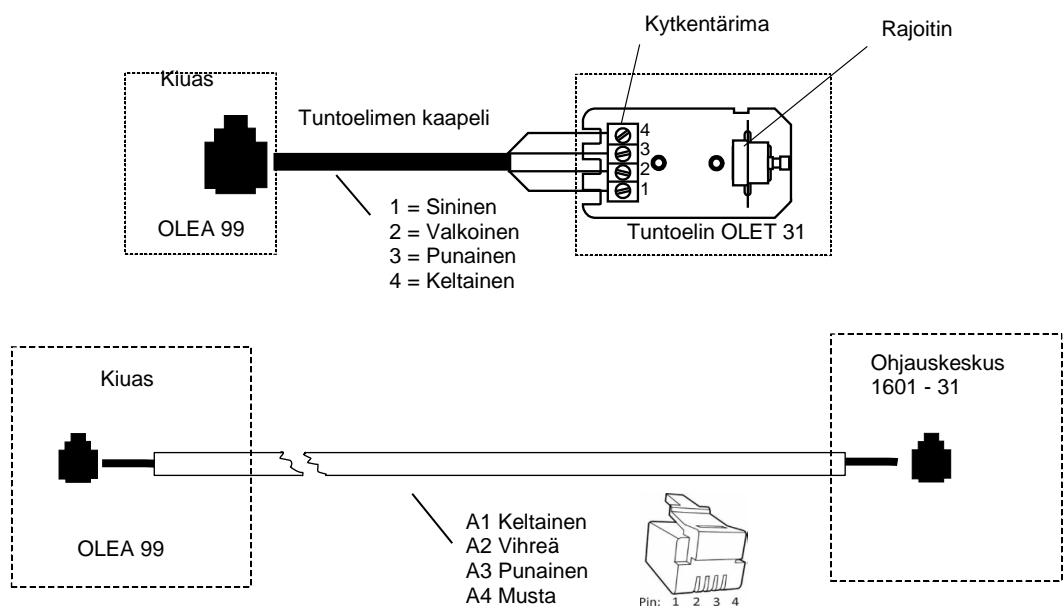 Kytkentärima
Rajoitin
Kiuas
Tuntoelimen kaapeli
4
3
2
1
OLEA 99
1 = Sininen
2 = Valkoinen
3 = Punainen
4 = Keltainen
Tuntoelin OLET 31
Kiuas
Ohjauskeskus
1601 - 31
OLEA 99
A1 Keltainen
A2 Vihreä
A3 Punainen
A4 Musta
Pin: 1 2 3 4